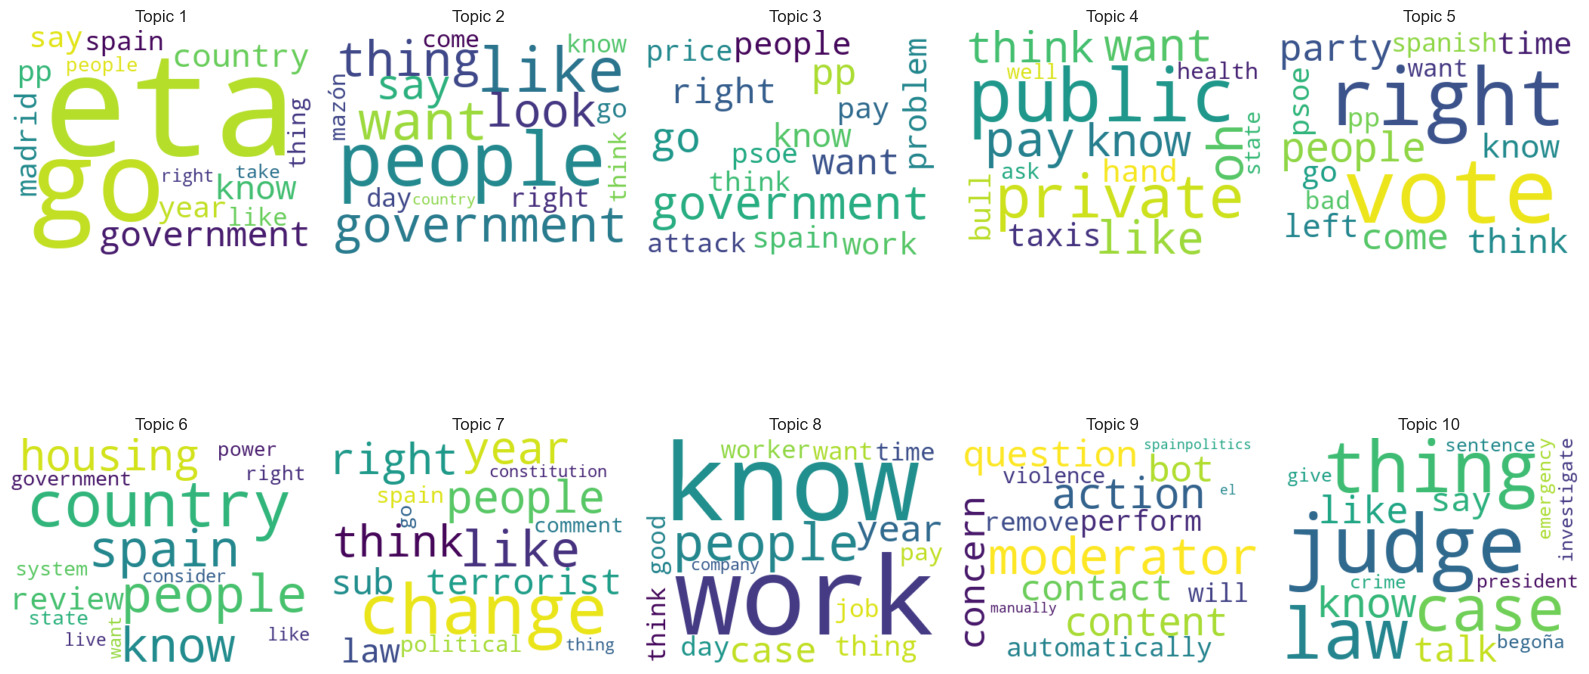 Topic 1
say
spain
country
pp
people
eta
madrid
thing
go
right
take
know
year
like
government
Topic 2
come
know
thing
like
mazón
say
look
go
want
people
think
day
country
right
government
Topic 3
price
people
pp
right
pay
problem
go
know
psoe
want
think
government
attack
spain
work
Topic 4
think
want
well
health
public
pay
know
oh
state
ask
hand
bull
private
taxis
like
Topic 5
party
spanish
time
want
right
psoe
pp
people
know
go
vote
bad
left
come
think
Topic 6
housing
power
government
right
country
spain
system
consider
review
people
state
live
want
know
like
Topic 7
right
year
constitution
spain
people
go
comment
think
like
sub
terrorist
change
law
political
thing
Topic 8
worker
want
time
know
good
people
year
company
pay
work
think
job
day
case
thing
Topic 9
spainpolitics
question
bot
violence
action
el
concern
remove
perform
moderator
contact
will
manually
content
automatically
Topic 10
sentence
give
thing
emergency
investigate
like
say
judge
crime
president
know
case
law
talk
begoña